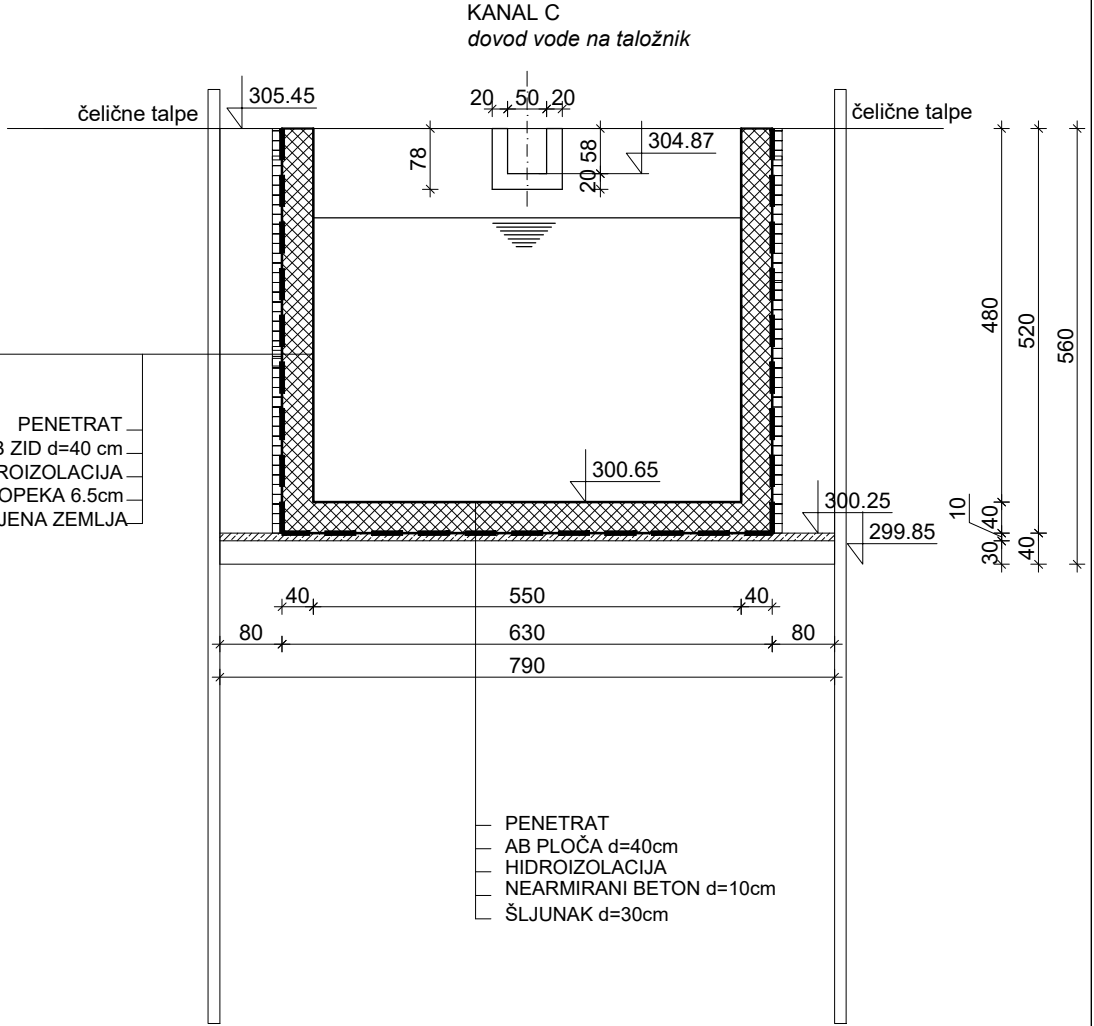 KANAL C
dovod vode na taložnik
čelične talpe
305.45
20 50 20
čelične talpe
78
58
20
304.87
480
520
560
PENETRAT
ZID d=40 cm
OPEKA 6.5cm
ZEMLJA
300.65
300.25
299.85
10
40
30
40
40 550 40
80 630 80
790
PENETRAT
AB PLOČA d=40cm
HIDROIZOLACIJA
NEARMIRANI BETON d=10cm
ŠLJUNAK d=30cm